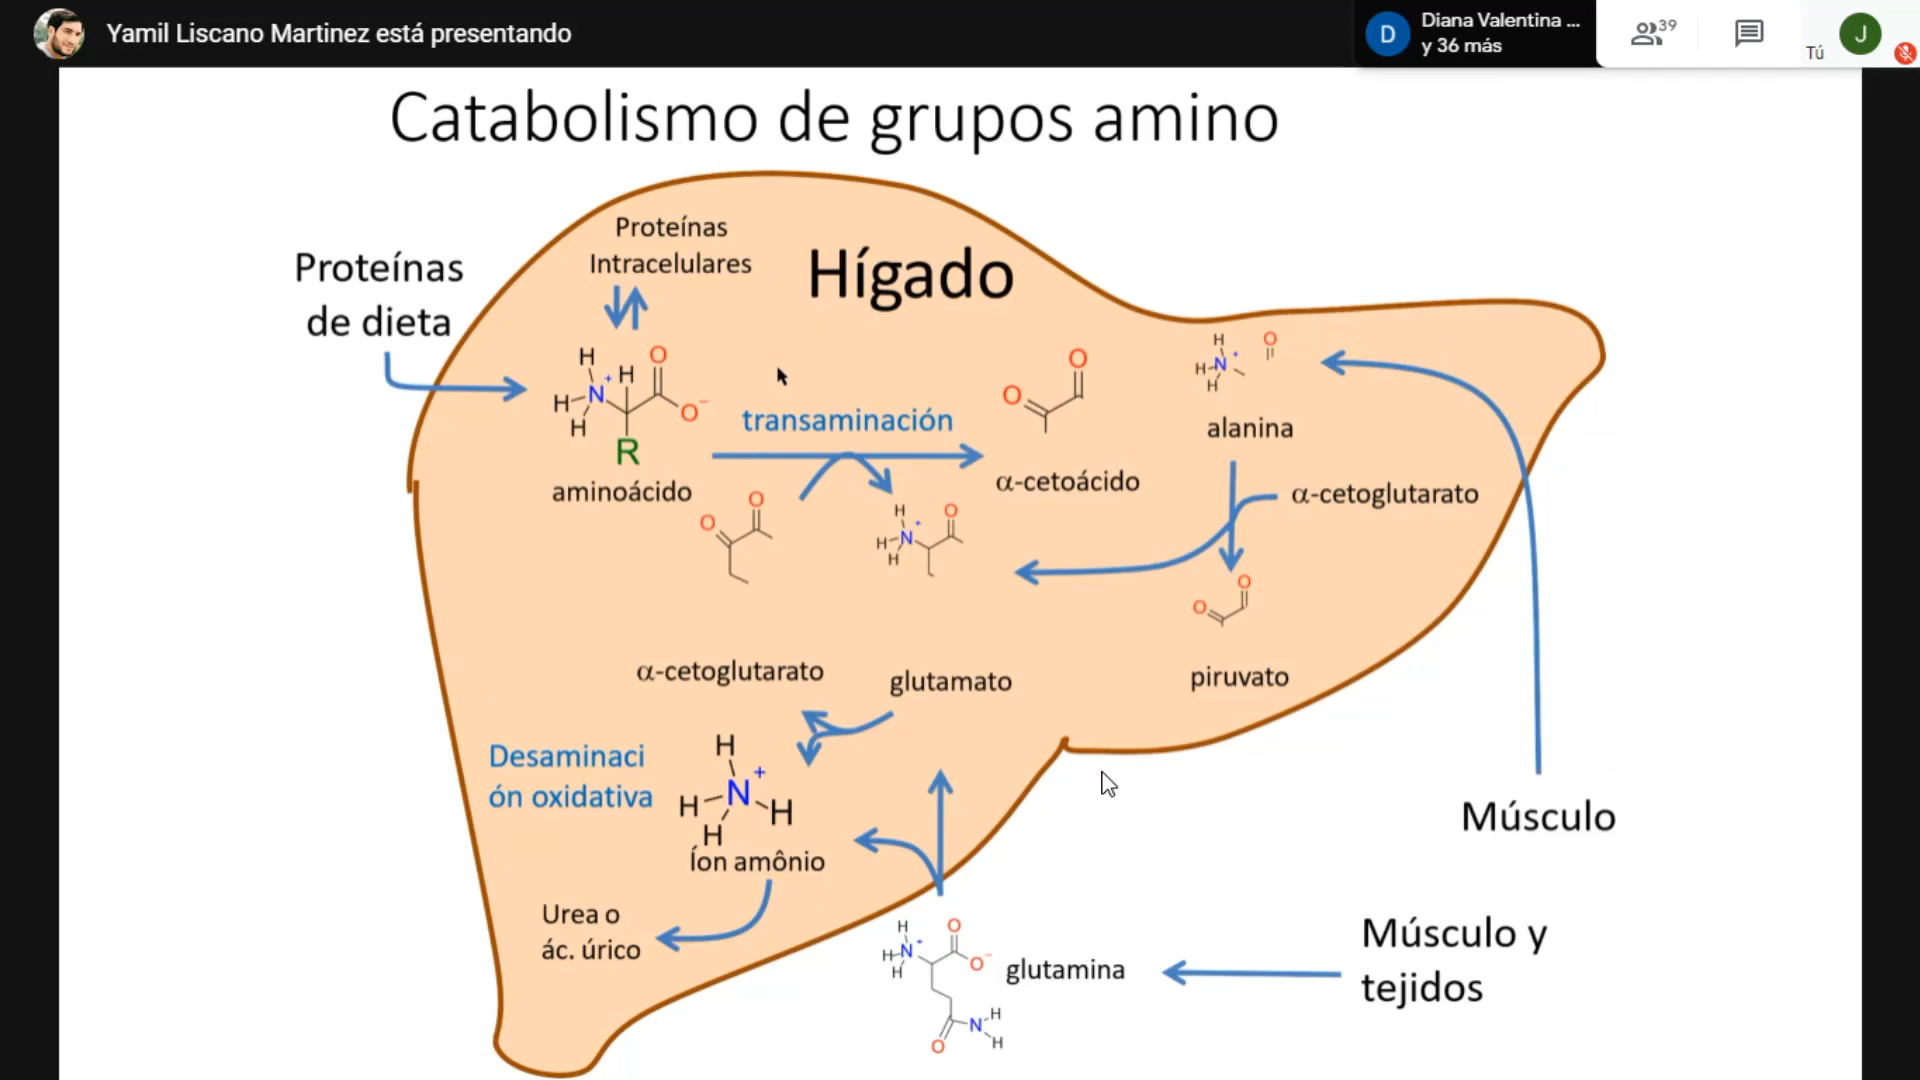 Yamil Liscano Martinez está presentando
D
Diana Valentina ...
y 36 más
39
Tú
J
Catabolismo de grupos amino
Proteínas
de dieta
Proteínas
Intracelulares
Hígado
H
H
N
+
H
H
O
O
−
R
aminoácido
transaminación
O
O
α-cetoácido
H
H
N
+
H
O
alanina
α-cetoglutarato
O
O
H
H
N
+
H
O
O
O
α-cetoglutarato
glutamato
piruvato
Desaminaci
ón oxidativa
H
H
N
+
H
H
Íon amônio
Urea o
ác. úrico
H
H
N
+
H
O
O
−
N
H
H
O
glutamina
Músculo
Músculo y
tejidos